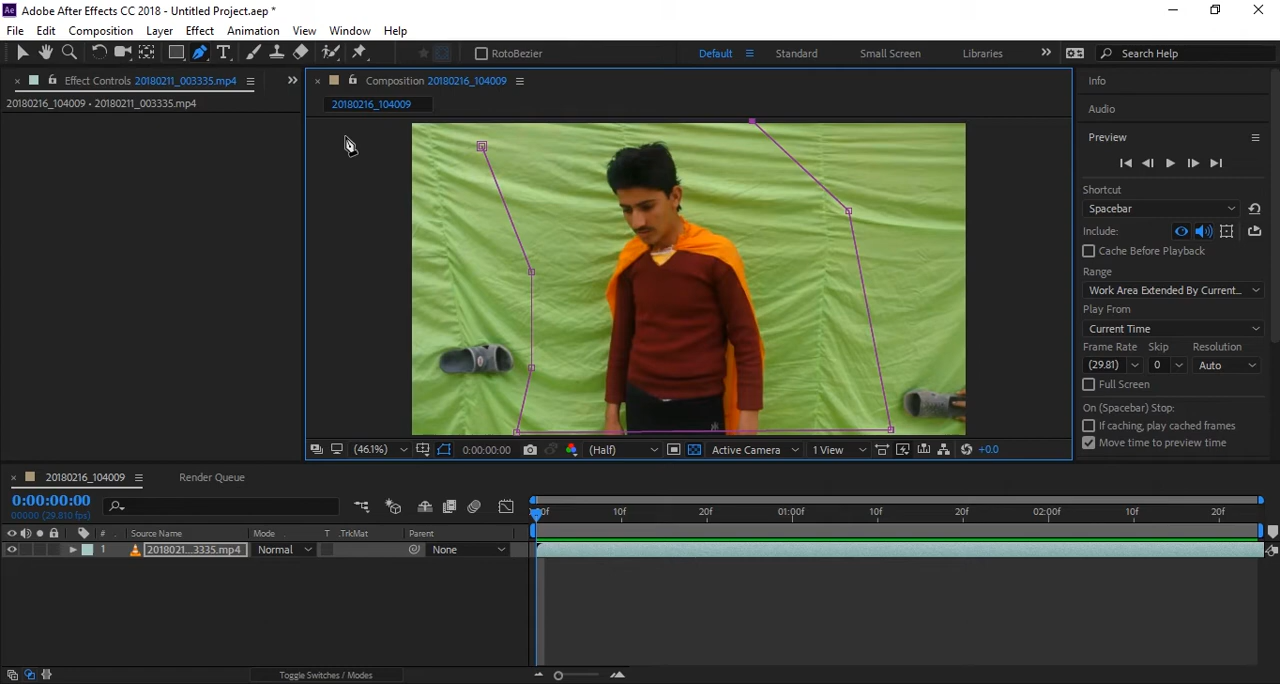 Adobe After Effects CC 2018 - Untitled Project.aep *
File Edit Composition Layer Effect Animation View Window Help
RotoBezier Default Standard Small Screen Libraries Search Help
Effect Controls 20180211_003335.mp4
Composition 20180216_104009
Info
20180216_104009 • 20180211_003335.mp4
20180216_104009
Audio
Preview
Shortcut
Spacebar
Include:
Cache Before Playback
Range
Work Area Extended By Current...
Play From
Current Time
Frame Rate Skip Resolution
(29.81) 0 Auto
Full Screen
On (Spacebar) Stop:
If caching, play cached frames
Move time to preview time
(46.1%) 0:00:00:00 (Half) Active Camera 1 View +0.0
20180216_104009 Render Queue
0:00:00:00
00000 (29.810 fps)
10f 20f 01:00f 10f 20f 02:00f 10f 20f
# Source Name Mode T .TrkMat Parent
1 2018021...3335.mp4 Normal None
Toggle Switches / Modes